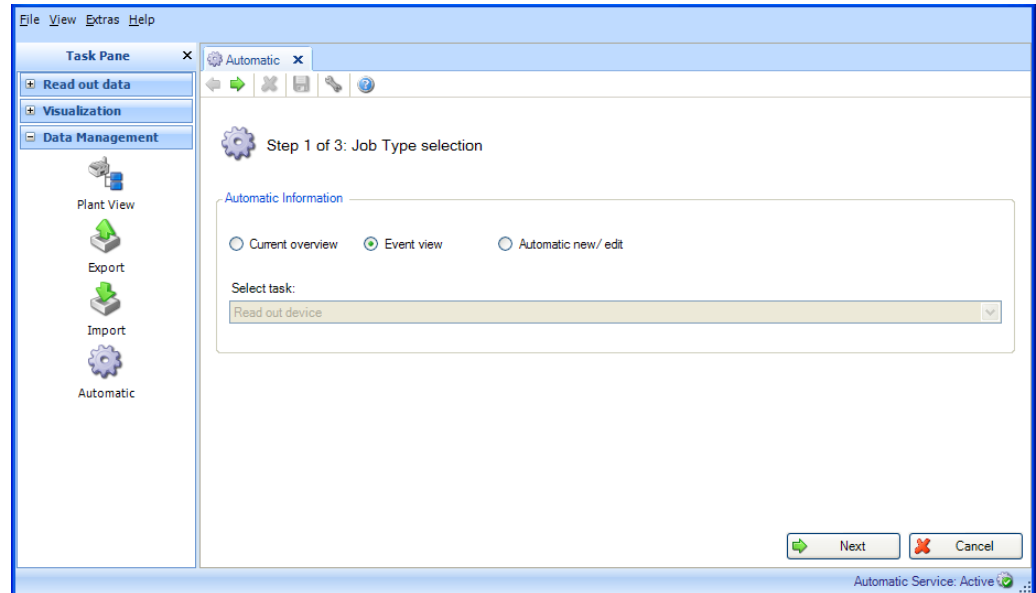 File View Extras Help
Task Pane
Automatic
Read out data
Visualization
Data Management
Plant View
Export
Import
Automatic
Step 1 of 3: Job Type selection
Automatic Information
Current overview Event view Automatic new/ edit
Select task:
Read out device
Next Cancel
Automatic Service: Active